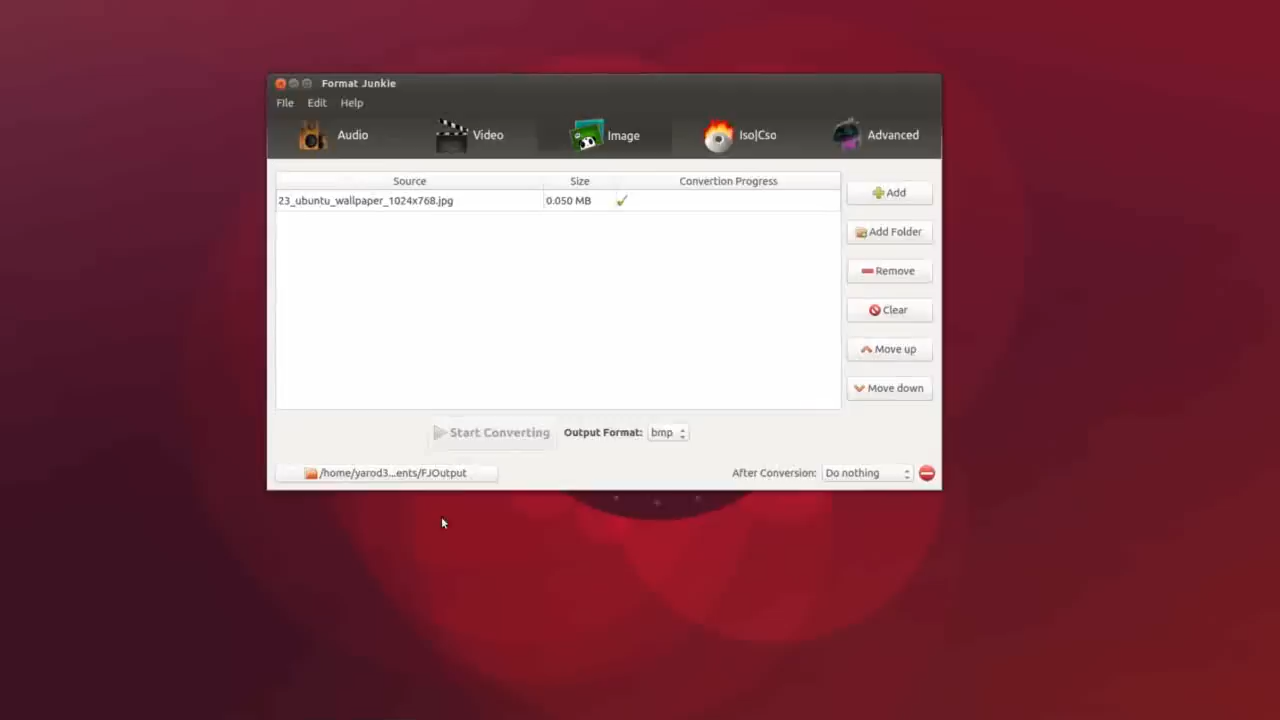 Format Junkie
File Edit Help
Audio Video Image Iso|Cso Advanced
Source Size Convertion Progress
23_ubuntu_wallpaper_1024x768.jpg 0.050 MB
Add
Add Folder
Remove
Clear
Move up
Move down
Start Converting Output Format: bmp
/home/yarod3...ents/FJOutput After Conversion: Do nothing